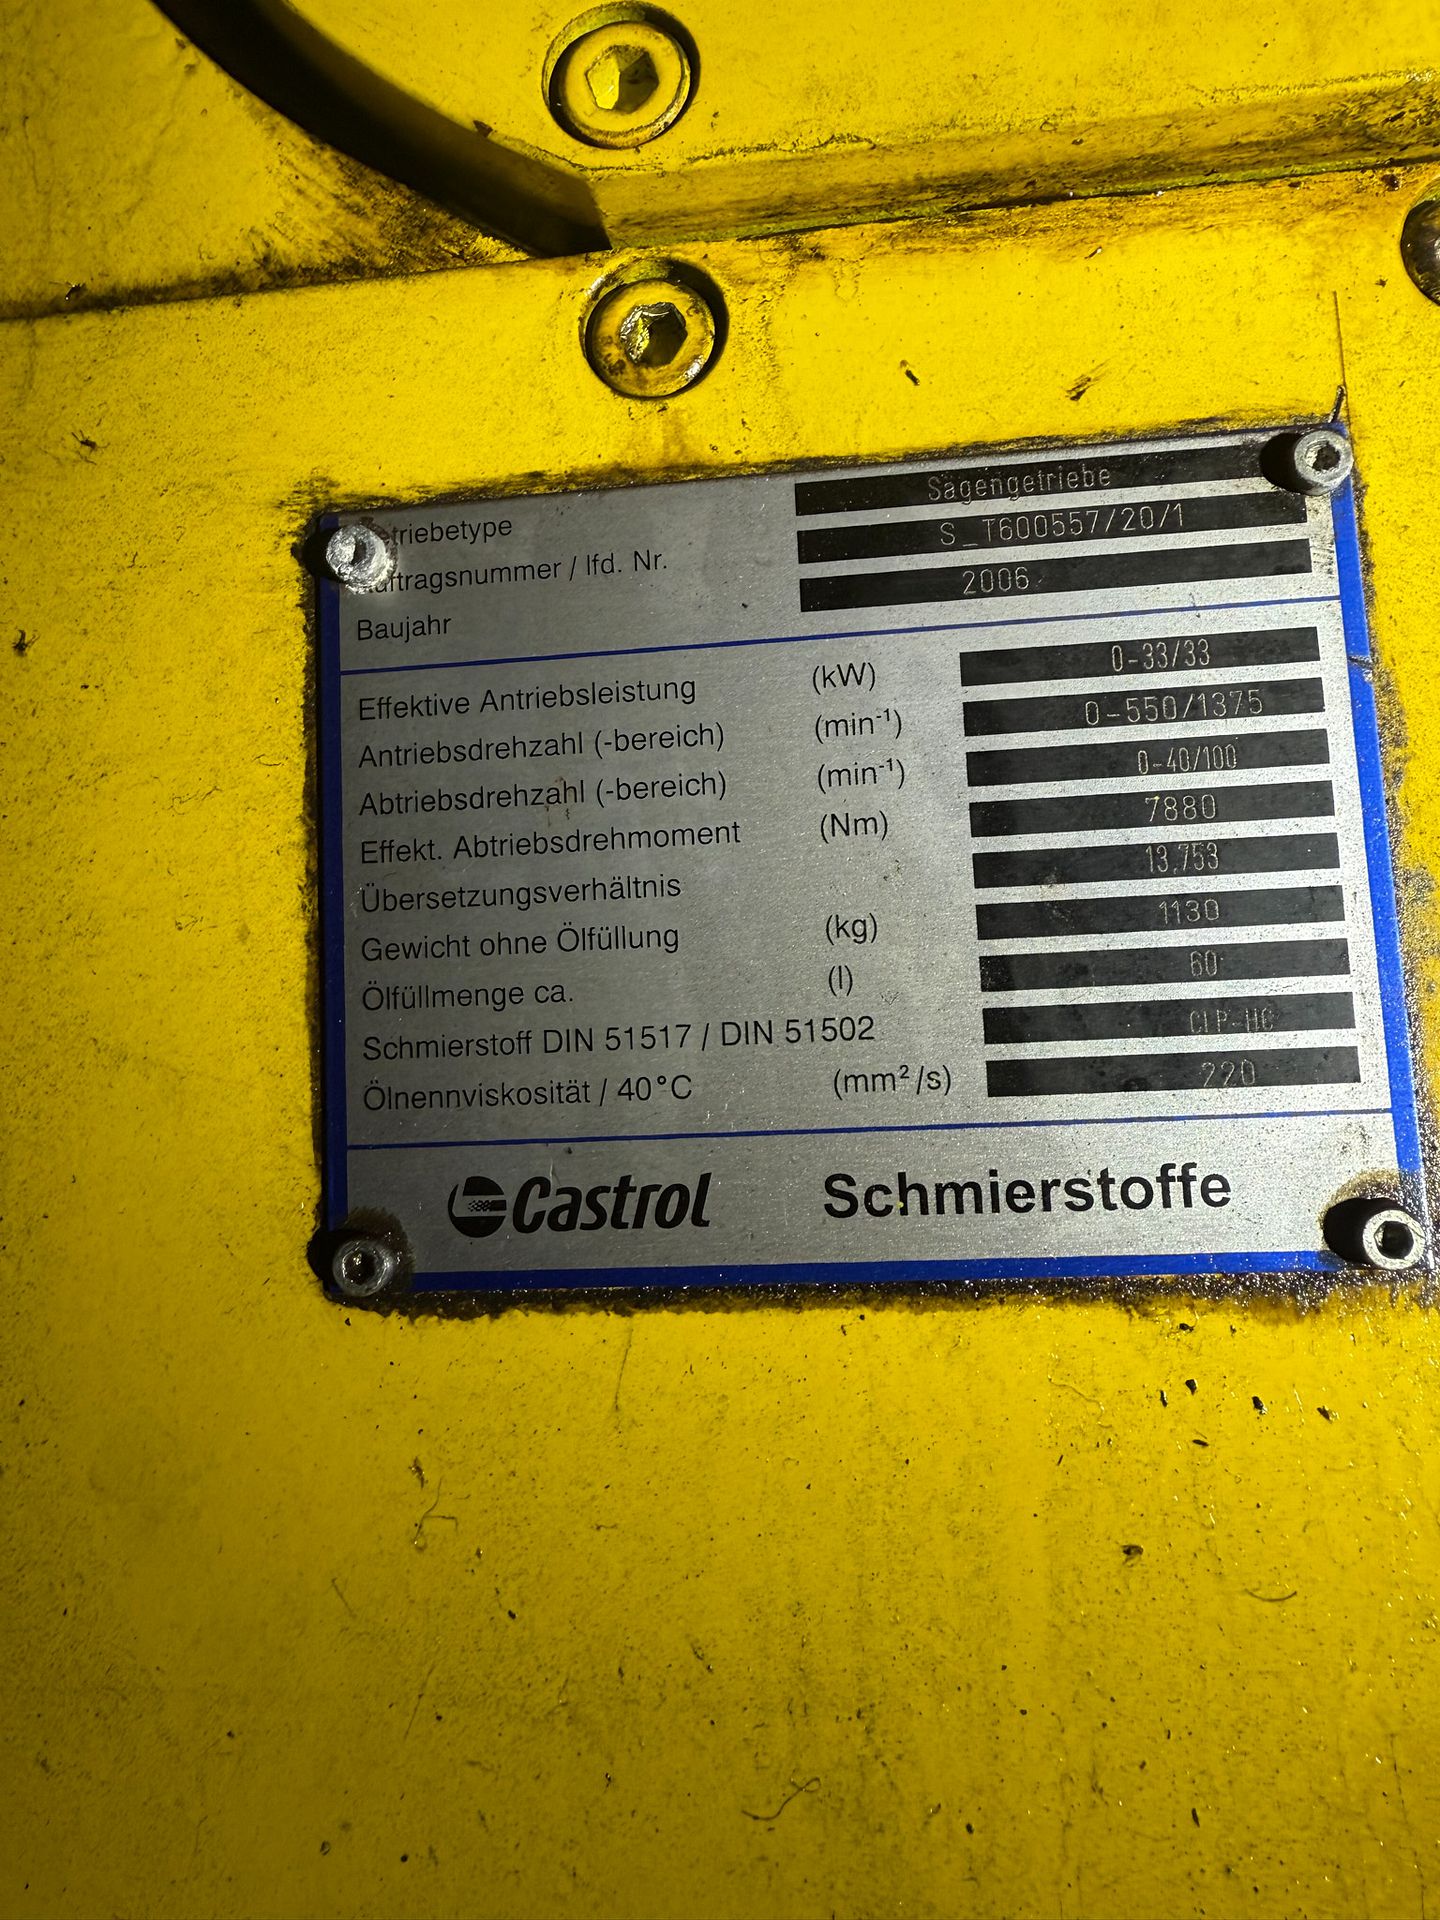 triebetype Sägengetriebe
uftragsnummer / lfd. Nr. S_T600557/20/1
Baujahr 2006
Effektive Antriebsleistung (kW) 0-33/33
Antriebsdrehzahl (-bereich) (min⁻¹) 0-550/1375
Abtriebsdrehzahl (-bereich) (min⁻¹) 0-40/100
Effekt. Abtriebsdrehmoment (Nm) 7880
Übersetzungsverhältnis 13,753
Gewicht ohne Ölfüllung (kg) 1130
Ölfüllmenge ca. (l) 60
Schmierstoff DIN 51517 / DIN 51502 CLP-HC
Ölnennviskosität / 40°C (mm²/s) 220
Castrol Schmierstoffe